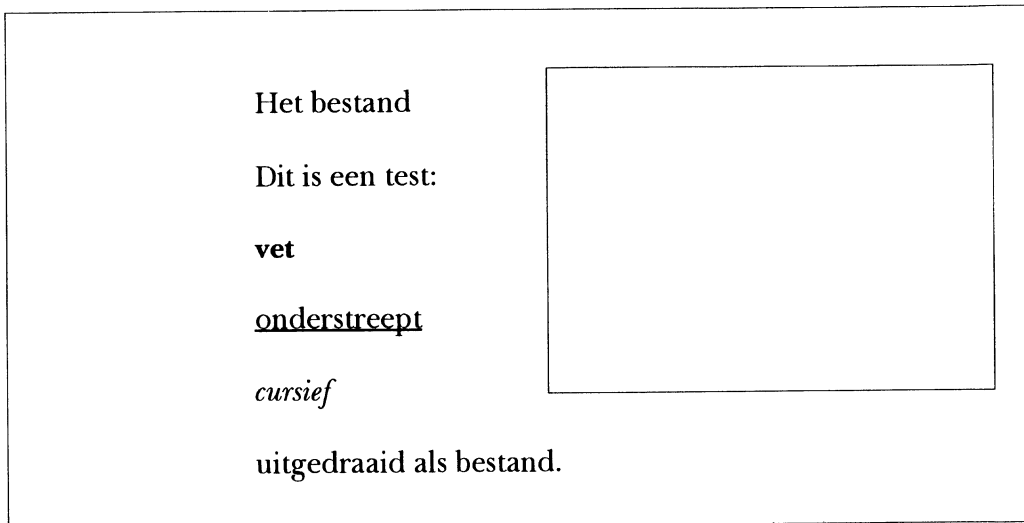 Het bestand
Dit is een test:
vet
onderstreept
cursief
uitgedraaid als bestand.